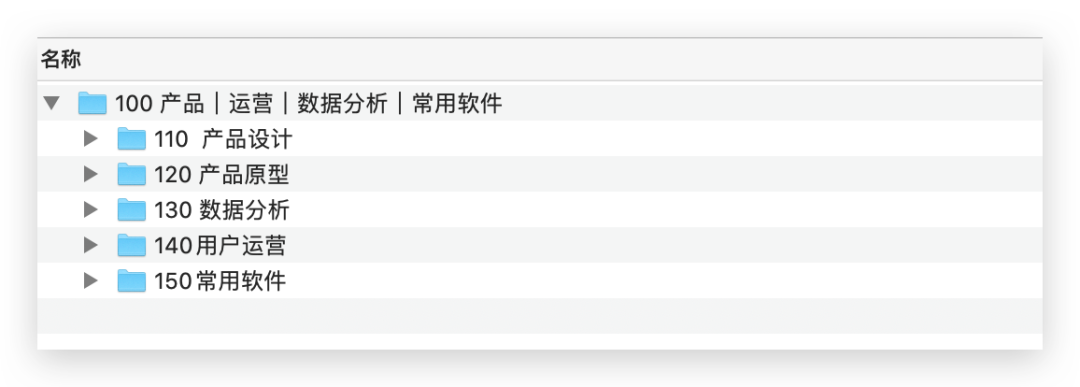 名称
100 产品｜运营｜数据分析｜常用软件
110  产品设计
120 产品原型
130 数据分析
140用户运营
150常用软件